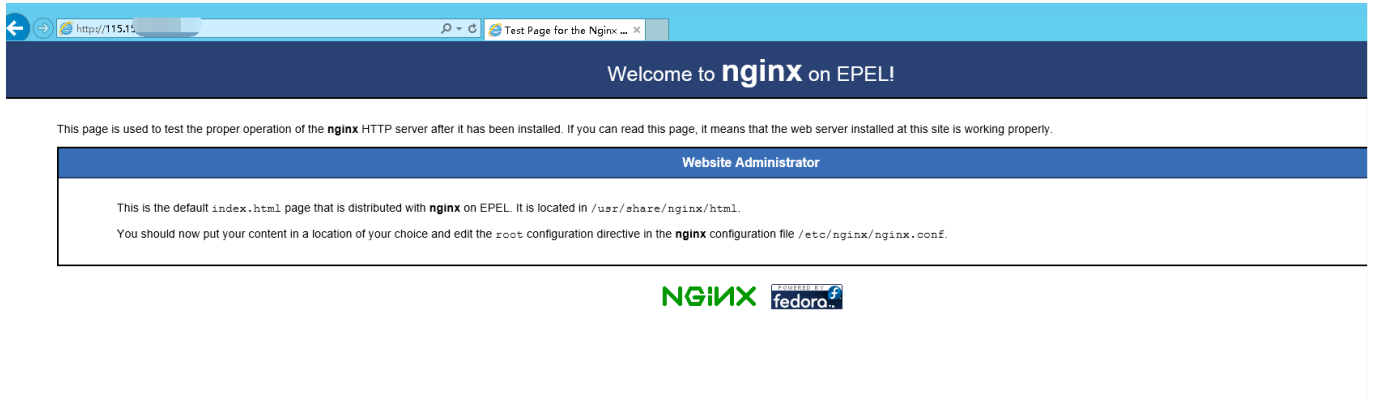 http://115.15
Test Page for the Nginx ...
Welcome to nginx on EPEL!
This page is used to test the proper operation of the nginx HTTP server after it has been installed. If you can read this page, it means that the web server installed at this site is working properly.
Website Administrator
This is the default index.html page that is distributed with nginx on EPEL. It is located in /usr/share/nginx/html.
You should now put your content in a location of your choice and edit the root configuration directive in the nginx configuration file /etc/nginx/nginx.conf.
NGINX
POWERED BY
fedora